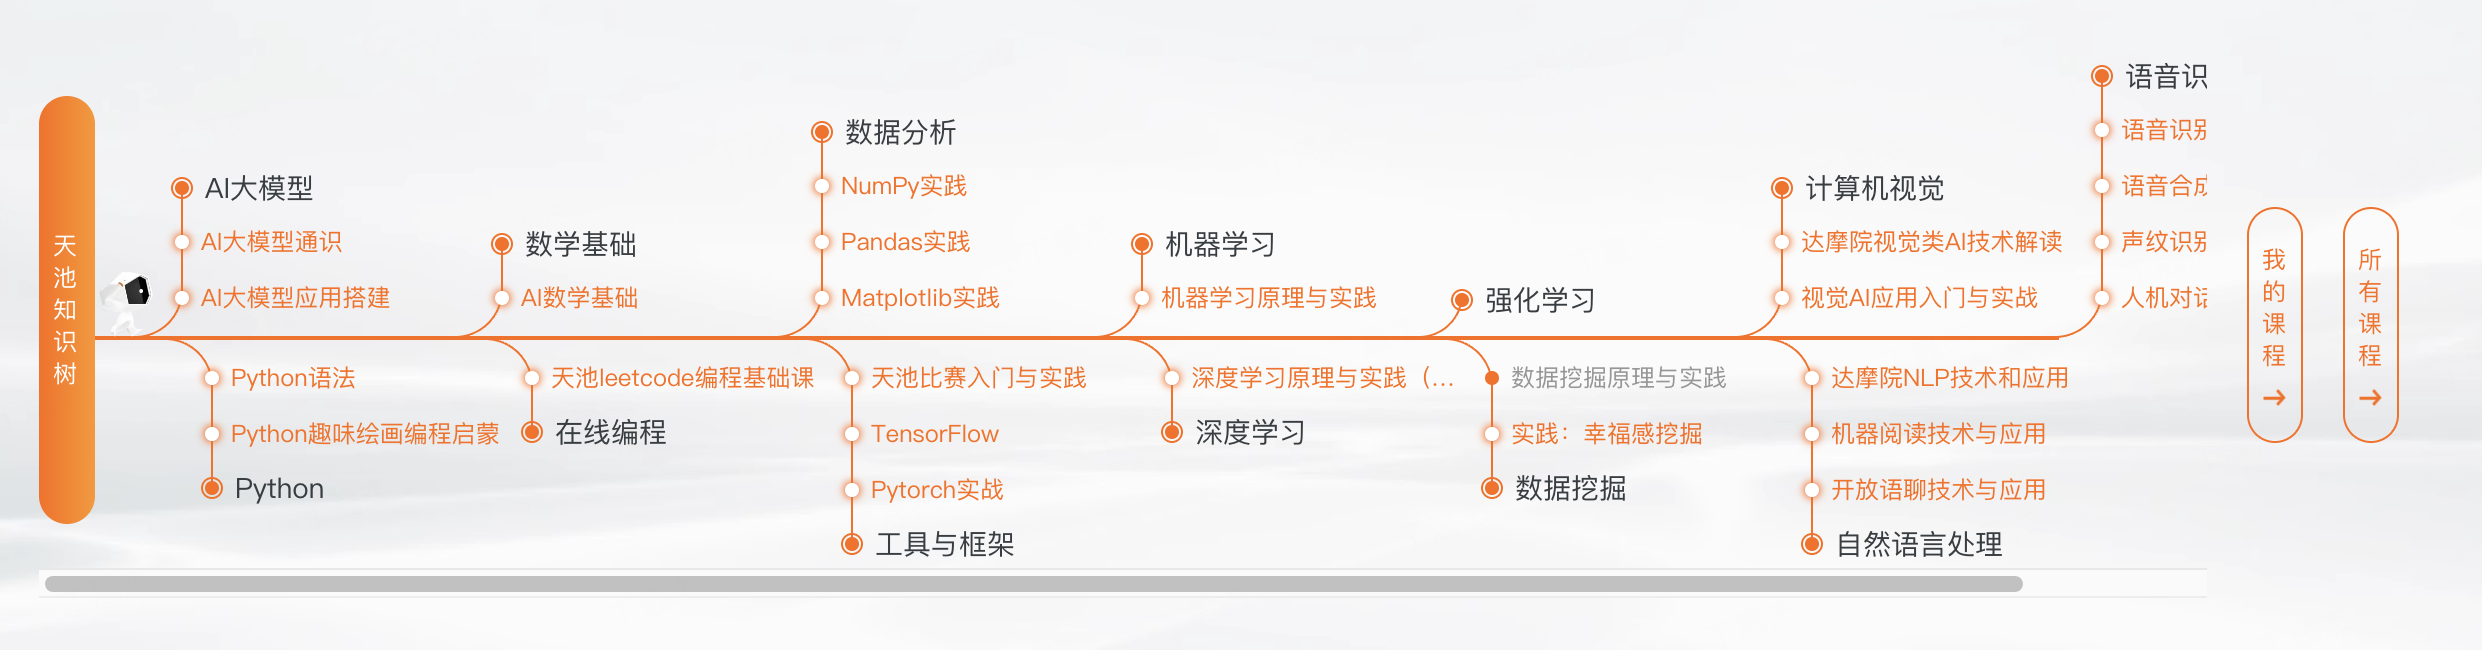 天池知识树
AI大模型
AI大模型通识
AI大模型应用搭建
Python语法
Python趣味绘画编程启蒙
Python
数学基础
AI数学基础
天池leetcode编程基础课
在线编程
数据分析
NumPy实践
Pandas实践
Matplotlib实践
天池比赛入门与实践
TensorFlow
Pytorch实战
工具与框架
机器学习
机器学习原理与实践
深度学习原理与实践（...
深度学习
强化学习
数据挖掘原理与实践
实践：幸福感挖掘
数据挖掘
计算机视觉
达摩院视觉类AI技术解读
视觉AI应用入门与实战
达摩院NLP技术和应用
机器阅读技术与应用
开放语聊技术与应用
自然语言处理
语音识
语音识别
语音合成
声纹识别
人机对话
我的课程→
所有课程→